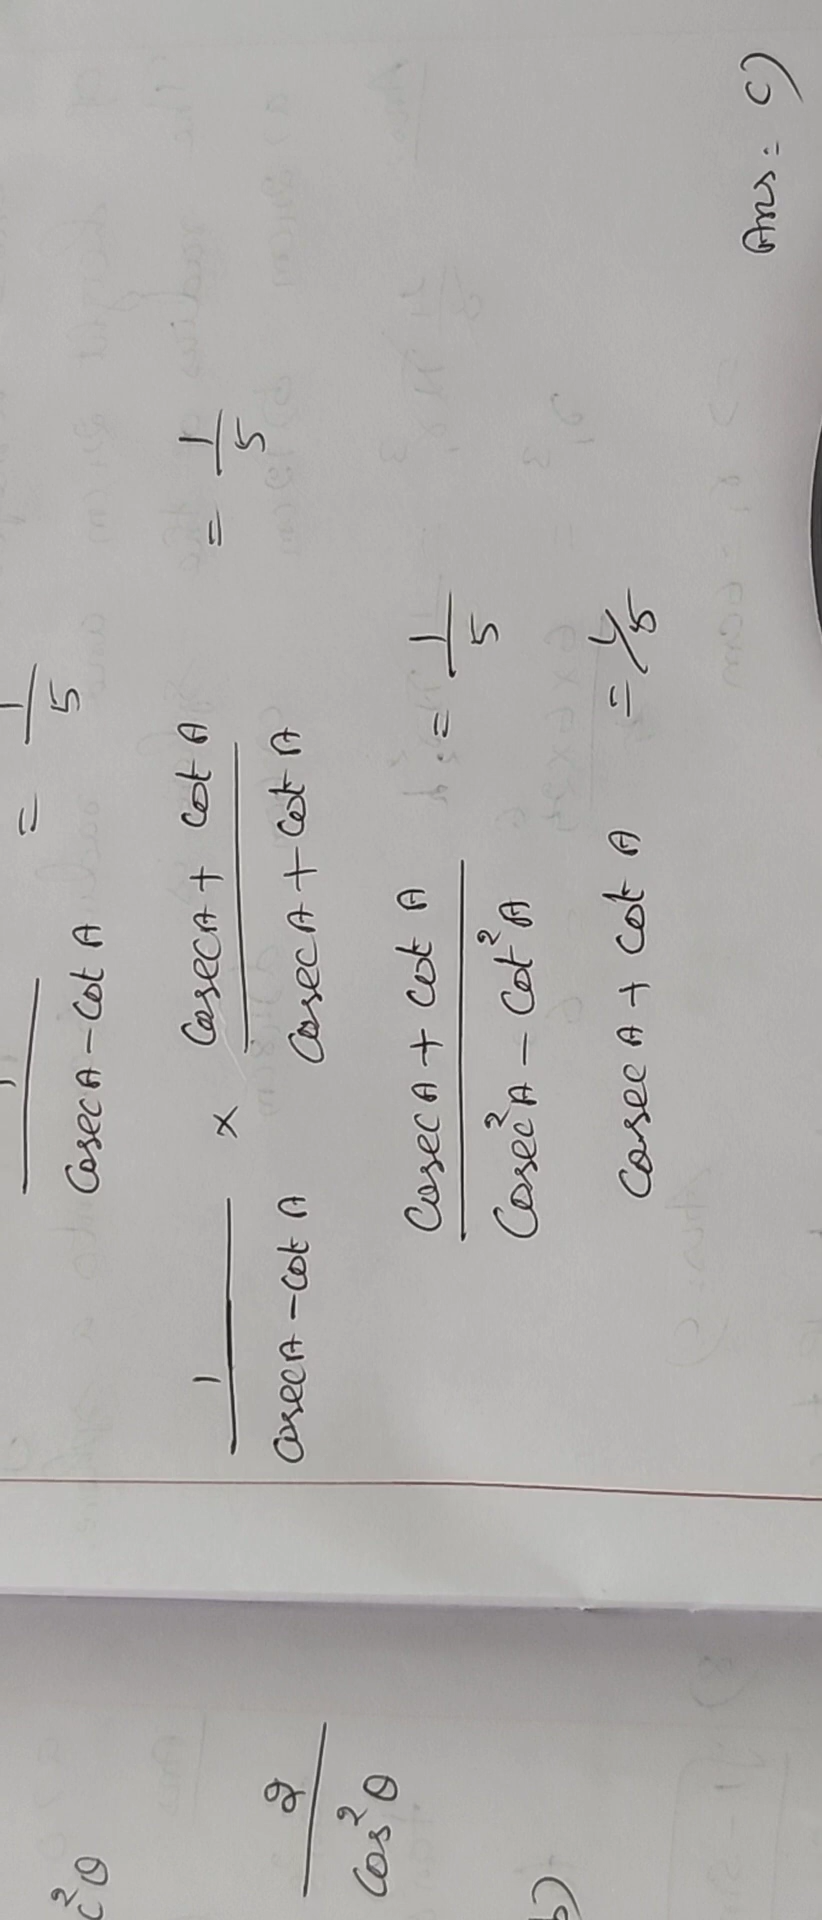 1/(CosecA - Cot A) = 1/5
1/(CosecA - Cot A) × (CosecA + Cot A)/(CosecA + Cot A) = 1/5
(CosecA + Cot A)/(Cosec²A - Cot²A) = 1/5
Cosec A + Cot A = 1/5
Ans = c)
c²θ
2/Cos²θ
b)